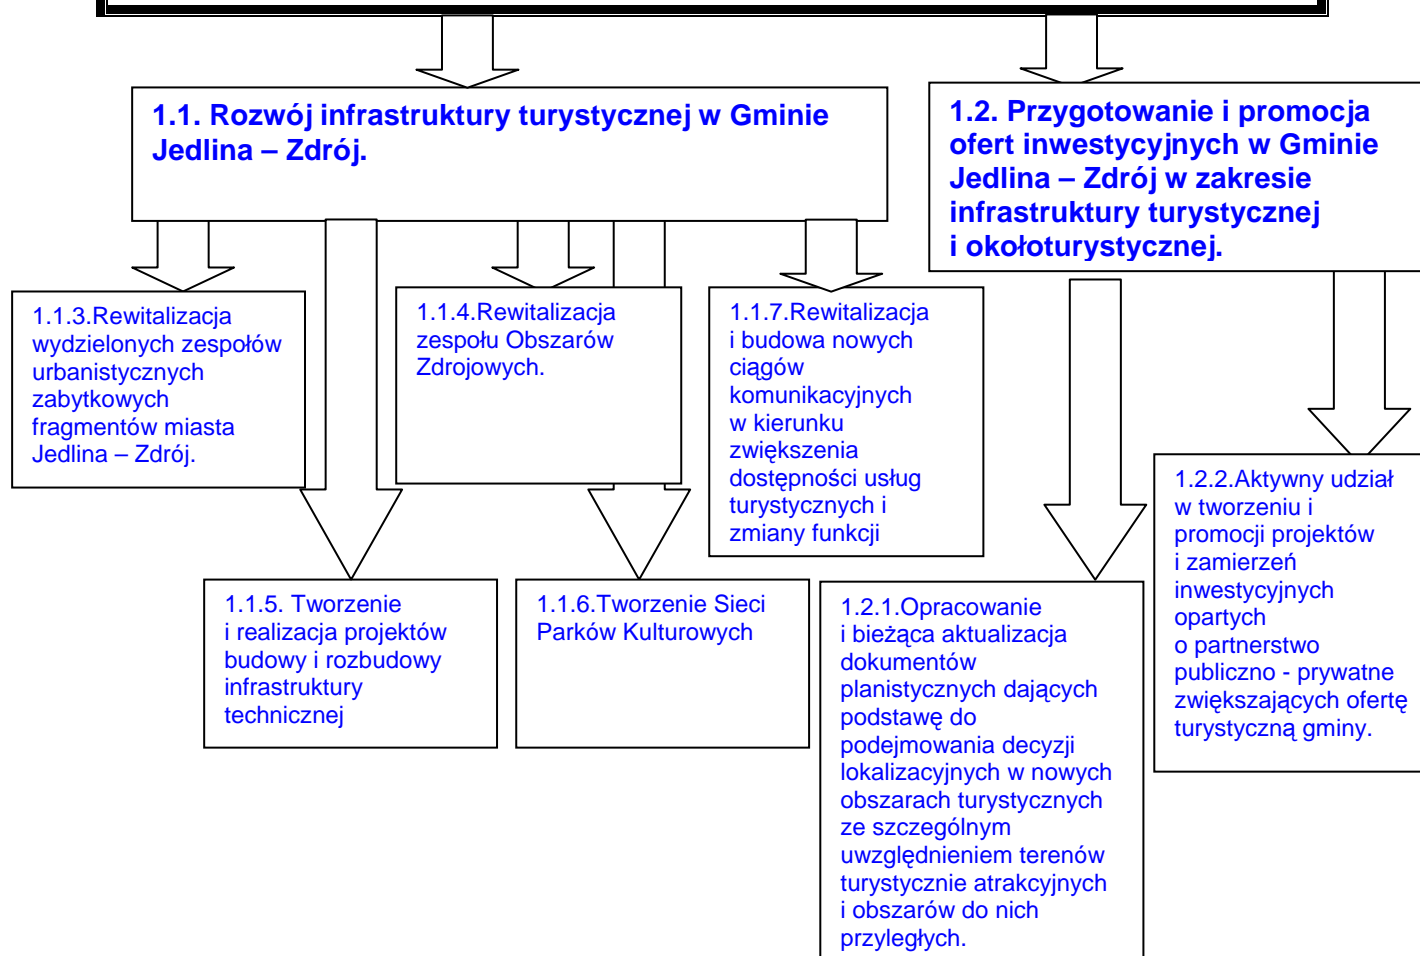 1.1. Rozwój infrastruktury turystycznej w Gminie
Jedlina – Zdrój.
1.2. Przygotowanie i promocja
ofert inwestycyjnych w Gminie
Jedlina – Zdrój w zakresie
infrastruktury turystycznej
i okołoturystycznej.
1.1.3.Rewitalizacja
wydzielonych zespołów
urbanistycznych
zabytkowych
fragmentów miasta
Jedlina – Zdrój.
1.1.4.Rewitalizacja
zespołu Obszarów
Zdrojowych.
1.1.7.Rewitalizacja
i budowa nowych
ciągów
komunikacyjnych
w kierunku
zwiększenia
dostępności usług
turystycznych i
zmiany funkcji
1.2.2.Aktywny udział
w tworzeniu i
promocji projektów
i zamierzeń
inwestycyjnych
opartych
o partnerstwo
publiczno - prywatne
zwiększających ofertę
turystyczną gminy.
1.1.5. Tworzenie
i realizacja projektów
budowy i rozbudowy
infrastruktury
technicznej
1.1.6.Tworzenie Sieci
Parków Kulturowych
1.2.1.Opracowanie
i bieżąca aktualizacja
dokumentów
planistycznych dających
podstawę do
podejmowania decyzji
lokalizacyjnych w nowych
obszarach turystycznych
ze szczególnym
uwzględnieniem terenów
turystycznie atrakcyjnych
i obszarów do nich
przyległych.